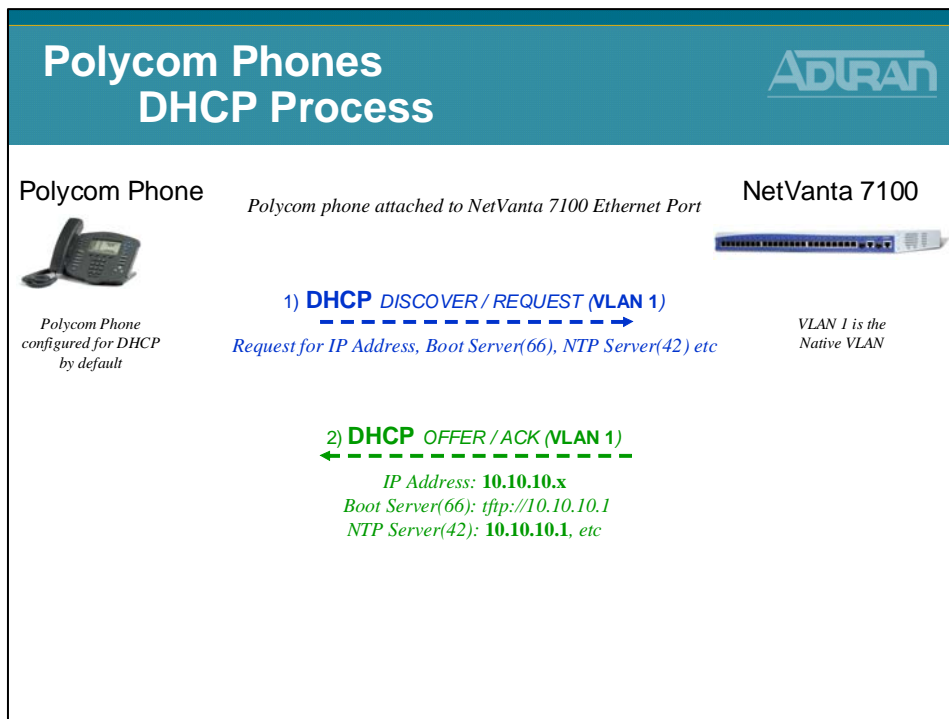 Polycom Phones
DHCP Process
ADTRAN
Polycom Phone
Polycom phone attached to NetVanta 7100 Ethernet Port
NetVanta 7100
1) DHCP DISCOVER / REQUEST (VLAN 1)
Request for IP Address, Boot Server(66), NTP Server(42) etc
Polycom Phone
configured for DHCP
by default
VLAN 1 is the
Native VLAN
2) DHCP OFFER / ACK (VLAN 1)
IP Address: 10.10.10.x
Boot Server(66): tftp://10.10.10.1
NTP Server(42): 10.10.10.1, etc